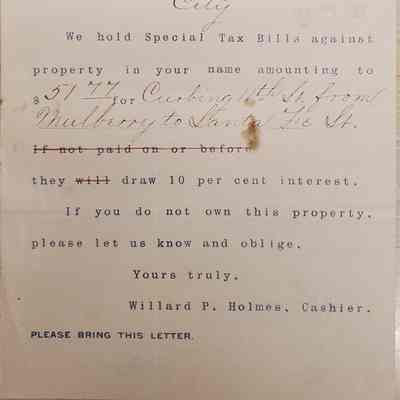 City
We hold Special Tax Bills against
property in your name amounting to
$ 51 77 for Curbing 11th St. from
Mulberry to Santa Fe St.
If not paid on or before
they will draw 10 per cent interest.
If you do not own this property,
please let us know and oblige,
Yours truly,
Willard P. Holmes, Cashier.
PLEASE BRING THIS LETTER.